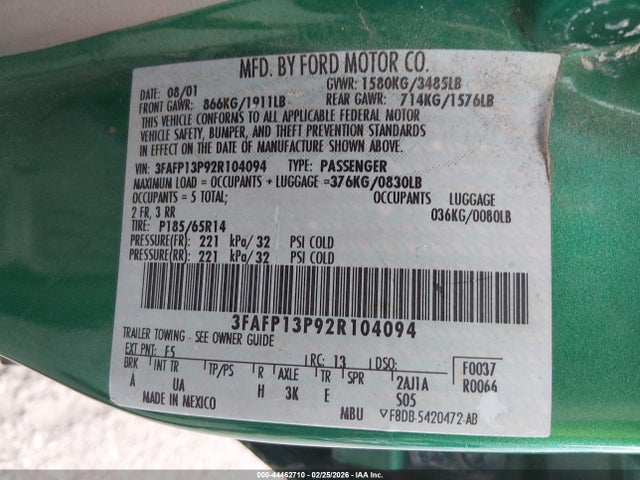 MFD. BY FORD MOTOR CO.
DATE: 08/01 GVWR: 1580KG/3485LB
FRONT GAWR: 866KG/1911LB REAR GAWR: 714KG/1576LB
THIS VEHICLE CONFORMS TO ALL APPLICABLE FEDERAL MOTOR
VEHICLE SAFETY, BUMPER, AND THEFT PREVENTION STANDARDS
IN EFFECT ON THE DATE OF MANUFACTURE SHOWN ABOVE.
VIN: 3FAFP13P92R104094 TYPE: PASSENGER
MAXIMUM LOAD = OCCUPANTS + LUGGAGE =376KG/0830LB
OCCUPANTS = 5 TOTAL; OCCUPANTS LUGGAGE
2 FR, 3 RR 036KG/0080LB
TIRE: P185/65R14
PRESSURE(FR): 221 kPa/32 PSI COLD
PRESSURE(RR): 221 kPa/32 PSI COLD
3FAFP13P92R104094
TRAILER TOWING - SEE OWNER GUIDE
EXT PNT: F5 RC: 13 DSO: F0037
BRK INT TR TP/PS R AXLE TR SPR R0066
A UA H 3K E 2AJ1A
S05
MADE IN MEXICO MBU F8DB-5420472-AB
000-44462710 - 02/25/2026 - IAA Inc.